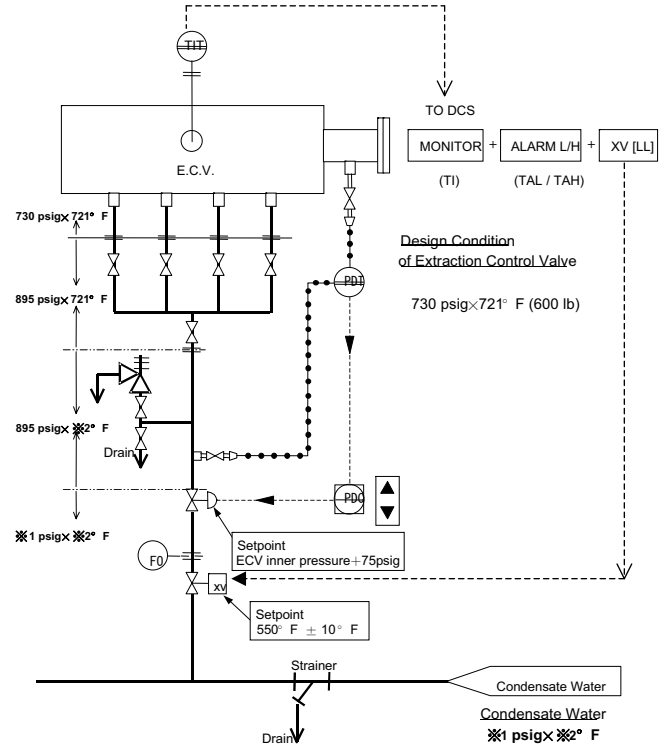 TIT
TO DCS
E.C.V.
MONITOR + ALARM L/H + XV [LL]
(TI) (TAL / TAH)
730 psig×721° F
Design Condition
of Extraction Control Valve
PDI
895 psig×721° F
730 psig×721° F (600 lb)
895 psig×※2° F
Drain
PDC
※1 psig×※2° F
Setpoint
ECV inner pressure+75psig
FO
XV
Setpoint
550° F ± 10° F
Strainer
Condensate Water
Condensate Water
Drain
※1 psig×※2° F